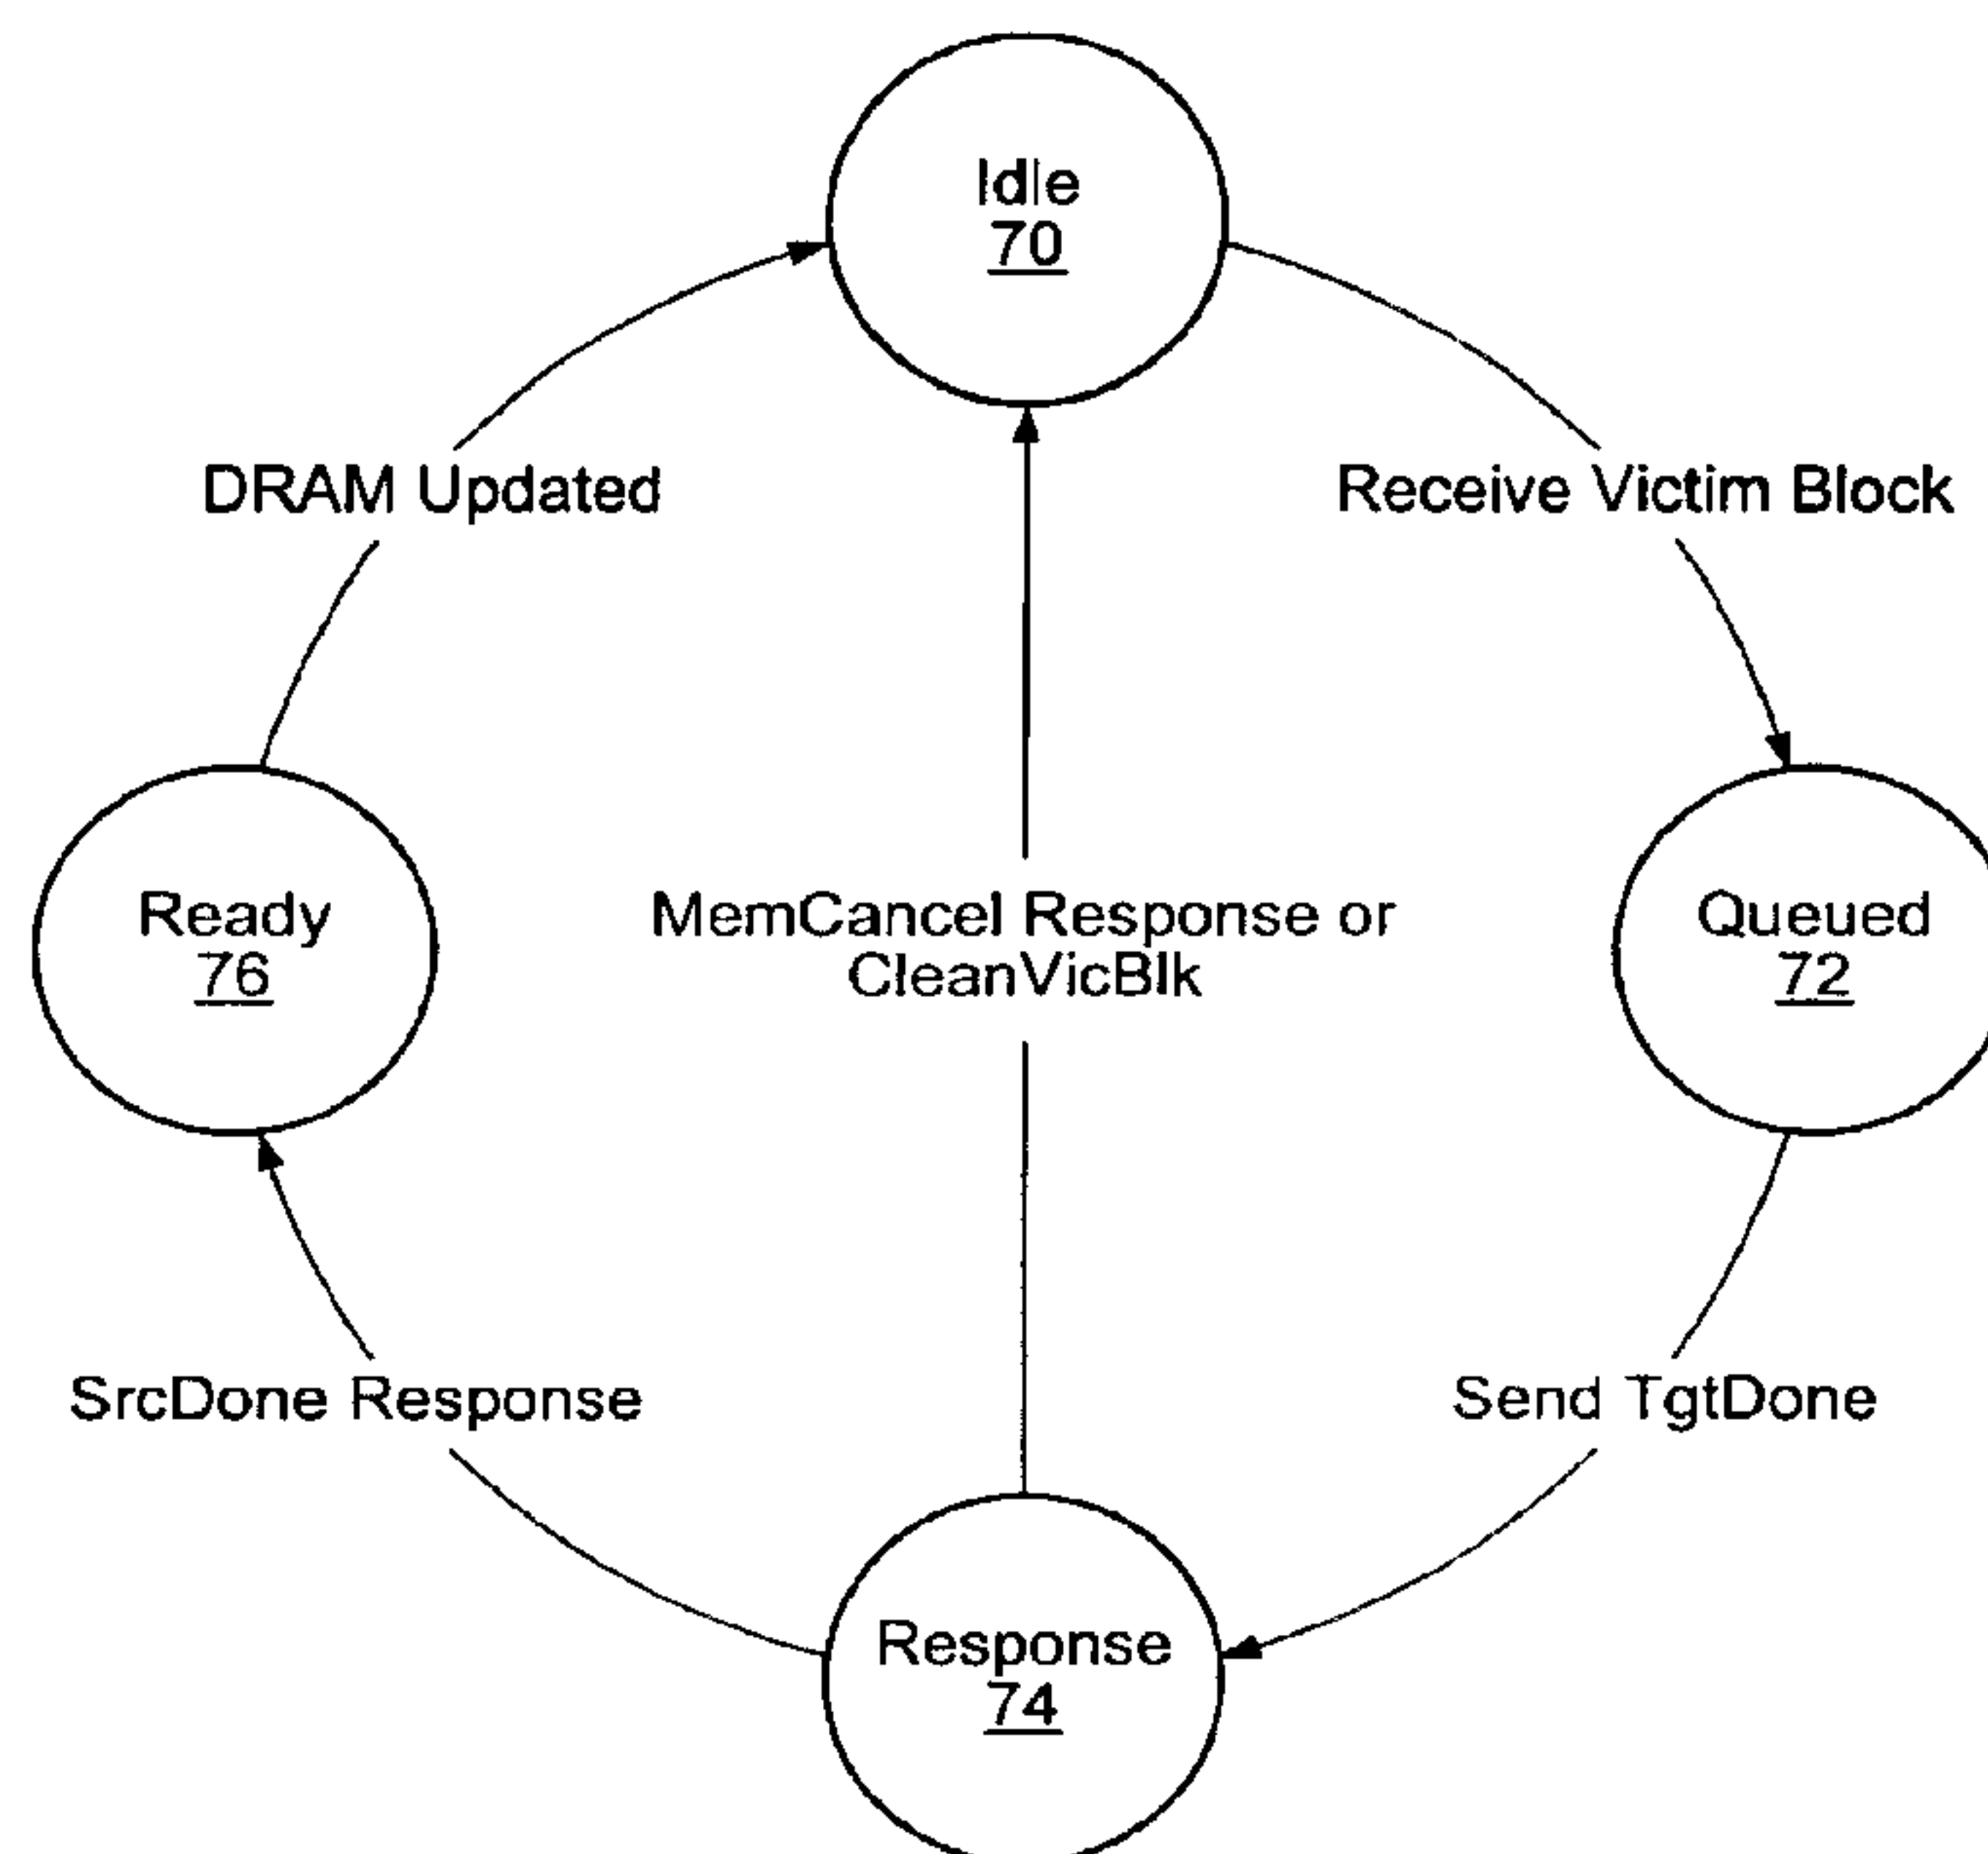 Idle
70
DRAM Updated
Receive Victim Block
Ready
76
MemCancel Response or
CleanVicBlk
Queued
72
SrcDone Response
Send TgtDone
Response
74